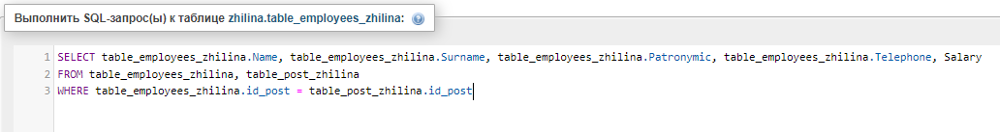 Выполнить SQL-запрос(ы) к таблице zhilina.table_employees_zhilina:
1 SELECT table_employees_zhilina.Name, table_employees_zhilina.Surname, table_employees_zhilina.Patronymic, table_employees_zhilina.Telephone, Salary
2 FROM table_employees_zhilina, table_post_zhilina
3 WHERE table_employees_zhilina.id_post = table_post_zhilina.id_post